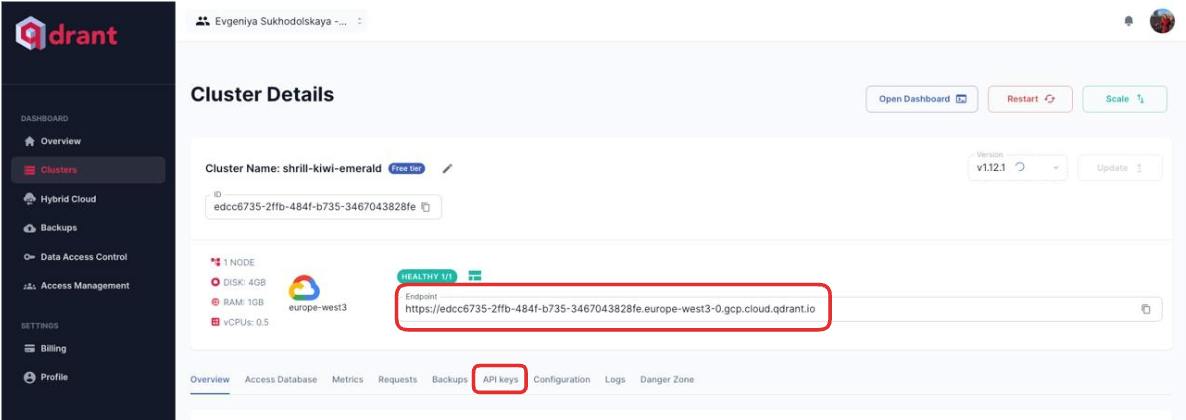 qdrant
DASHBOARD
Overview
Clusters
Hybrid Cloud
Backups
Data Access Control
Access Management
SETTINGS
Billing
Profile
Evgeniya Sukhodolskaya -...
Cluster Details
Open Dashboard
Restart
Scale
Cluster Name: shrill-kiwi-emerald Free tier
Version
v1.12.1
Update
ID
edcc6735-2ffb-484f-b735-3467043828fe
1 NODE
DISK: 4GB
RAM: 1GB
vCPUs: 0.5
europe-west3
HEALTHY 1/1
Endpoint
https://edcc6735-2ffb-484f-b735-3467043828fe.europe-west3-0.gcp.cloud.qdrant.io
Overview Access Database Metrics Requests Backups API keys Configuration Logs Danger Zone